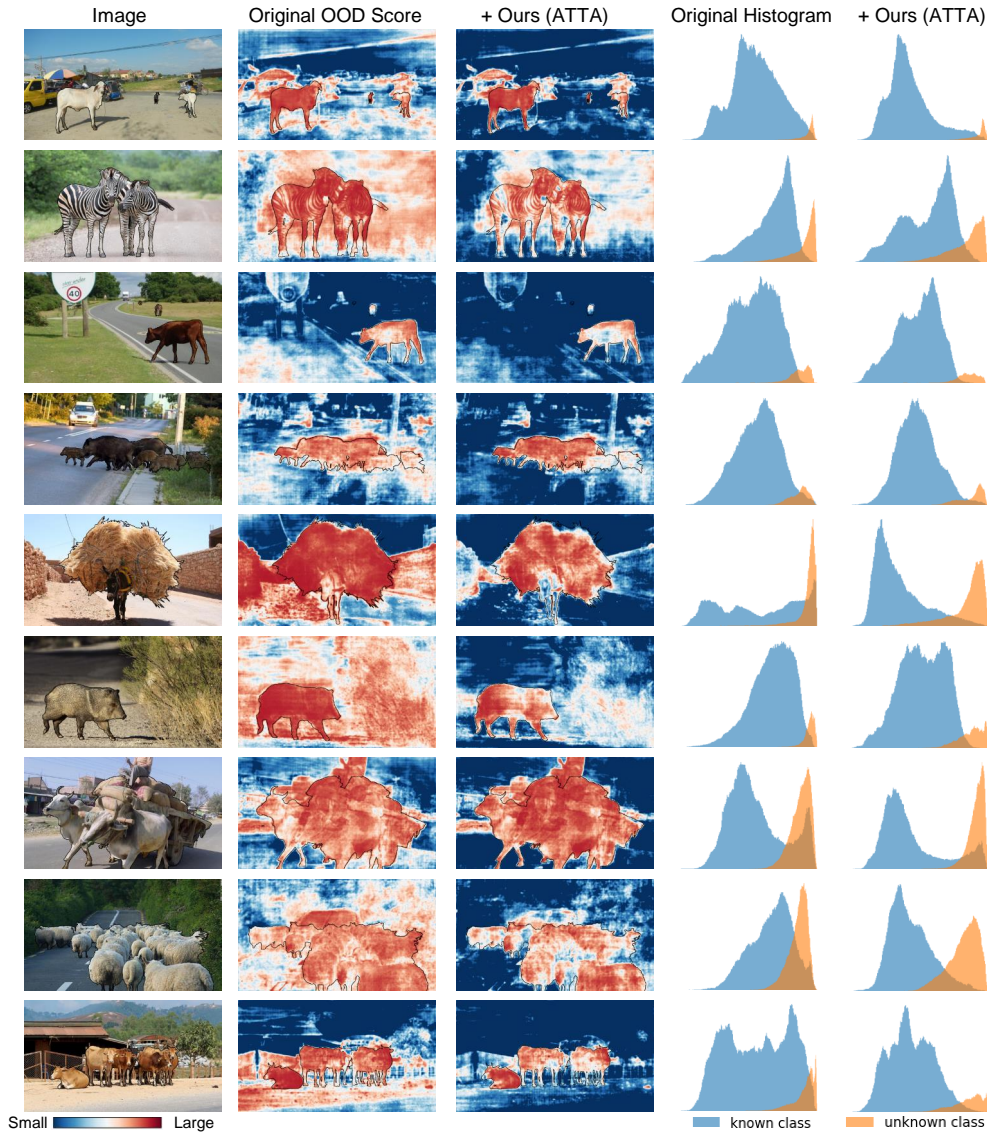 Image Original OOD Score + Ours (ATTA) Original Histogram + Ours (ATTA)
40
Small Large known class unknown class